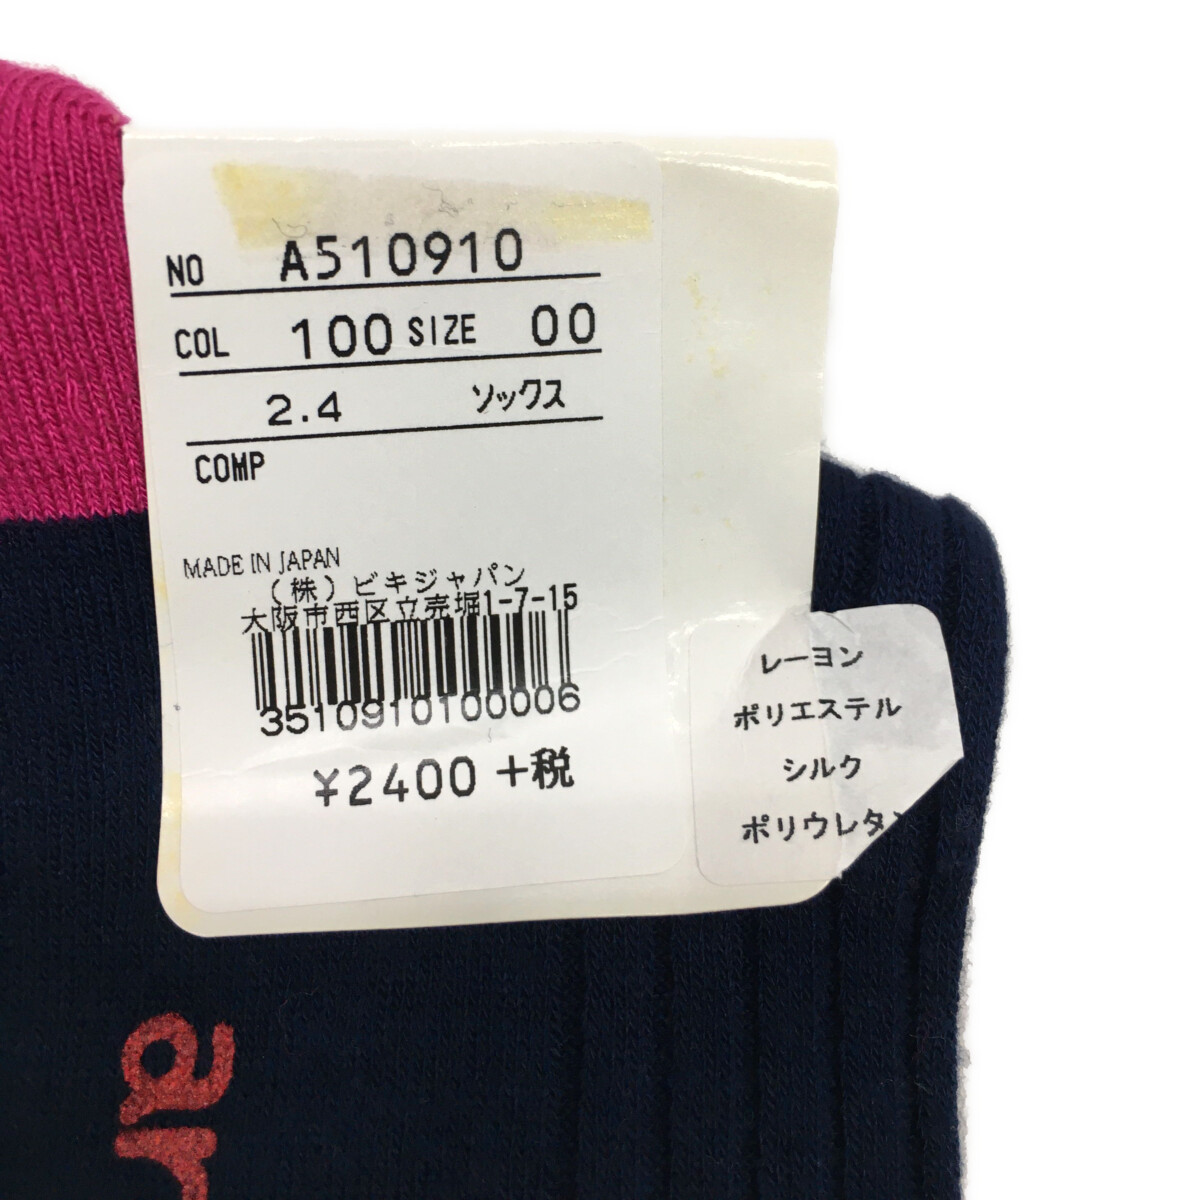 NO A510910
COL 100 SIZE 00
2.4 ソックス
COMP
MADE IN JAPAN
(株)ビキジャパン
大阪市西区立売堀1-7-15
3510910100006
¥2400 +税
レーヨン
ポリエステル
シルク
ポリウレタン
ar